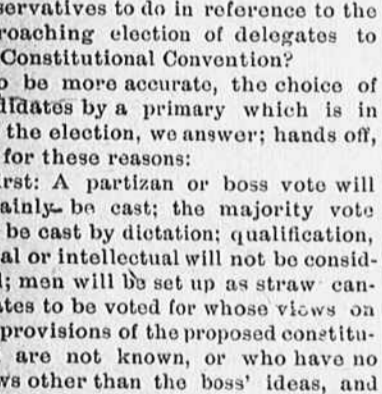 servatives to do in reference to the
roaching election of delegates to
Constitutional Convention?
o be more accurate, the choice of
didates by a primary which is in
the election, we answer; hands off,
for these reasons:
rst: A partizan or boss vote will
ainly be cast; the majority vote
be cast by dictation; qualification,
al or intellectual will not be consid-
l; men will be set up as straw can-
ates to be voted for whose views on
provisions of the proposed constitu-
are not known, or who have no
ws other than the boss' ideas, and